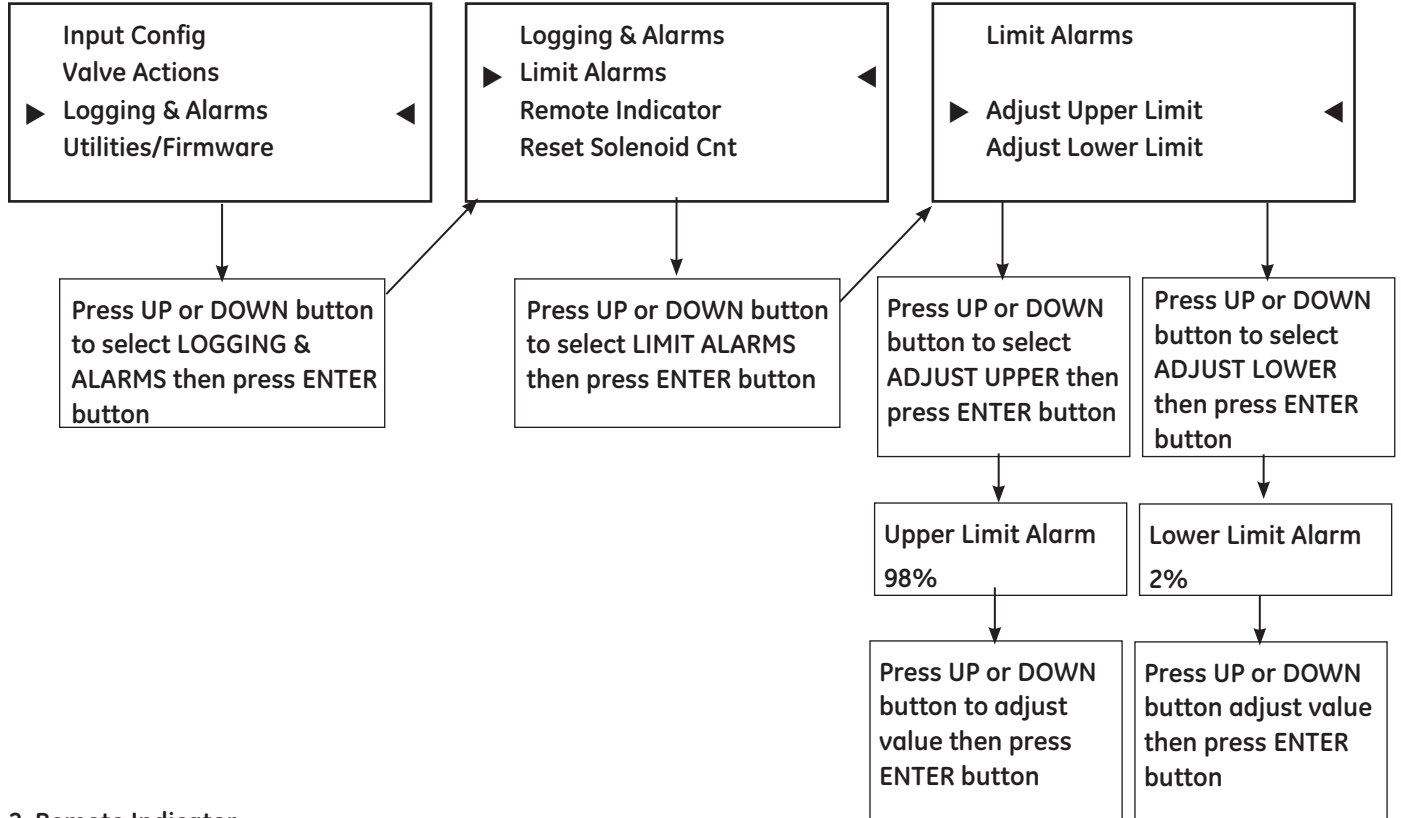 Input Config
Valve Actions
Logging & Alarms
Utilities/Firmware
Press UP or DOWN button
to select LOGGING &
ALARMS then press ENTER
button
Logging & Alarms
Limit Alarms
Remote Indicator
Reset Solenoid Cnt
Press UP or DOWN button
to select LIMIT ALARMS
then press ENTER button
Limit Alarms
Adjust Upper Limit
Adjust Lower Limit
Press UP or DOWN
button to select
ADJUST UPPER then
press ENTER button
Upper Limit Alarm
98%
Press UP or DOWN
button to adjust
value then press
ENTER button
Press UP or DOWN
button to select
ADJUST LOWER
then press ENTER
button
Lower Limit Alarm
2%
Press UP or DOWN
button adjust value
then press ENTER
button
Remote Indicator